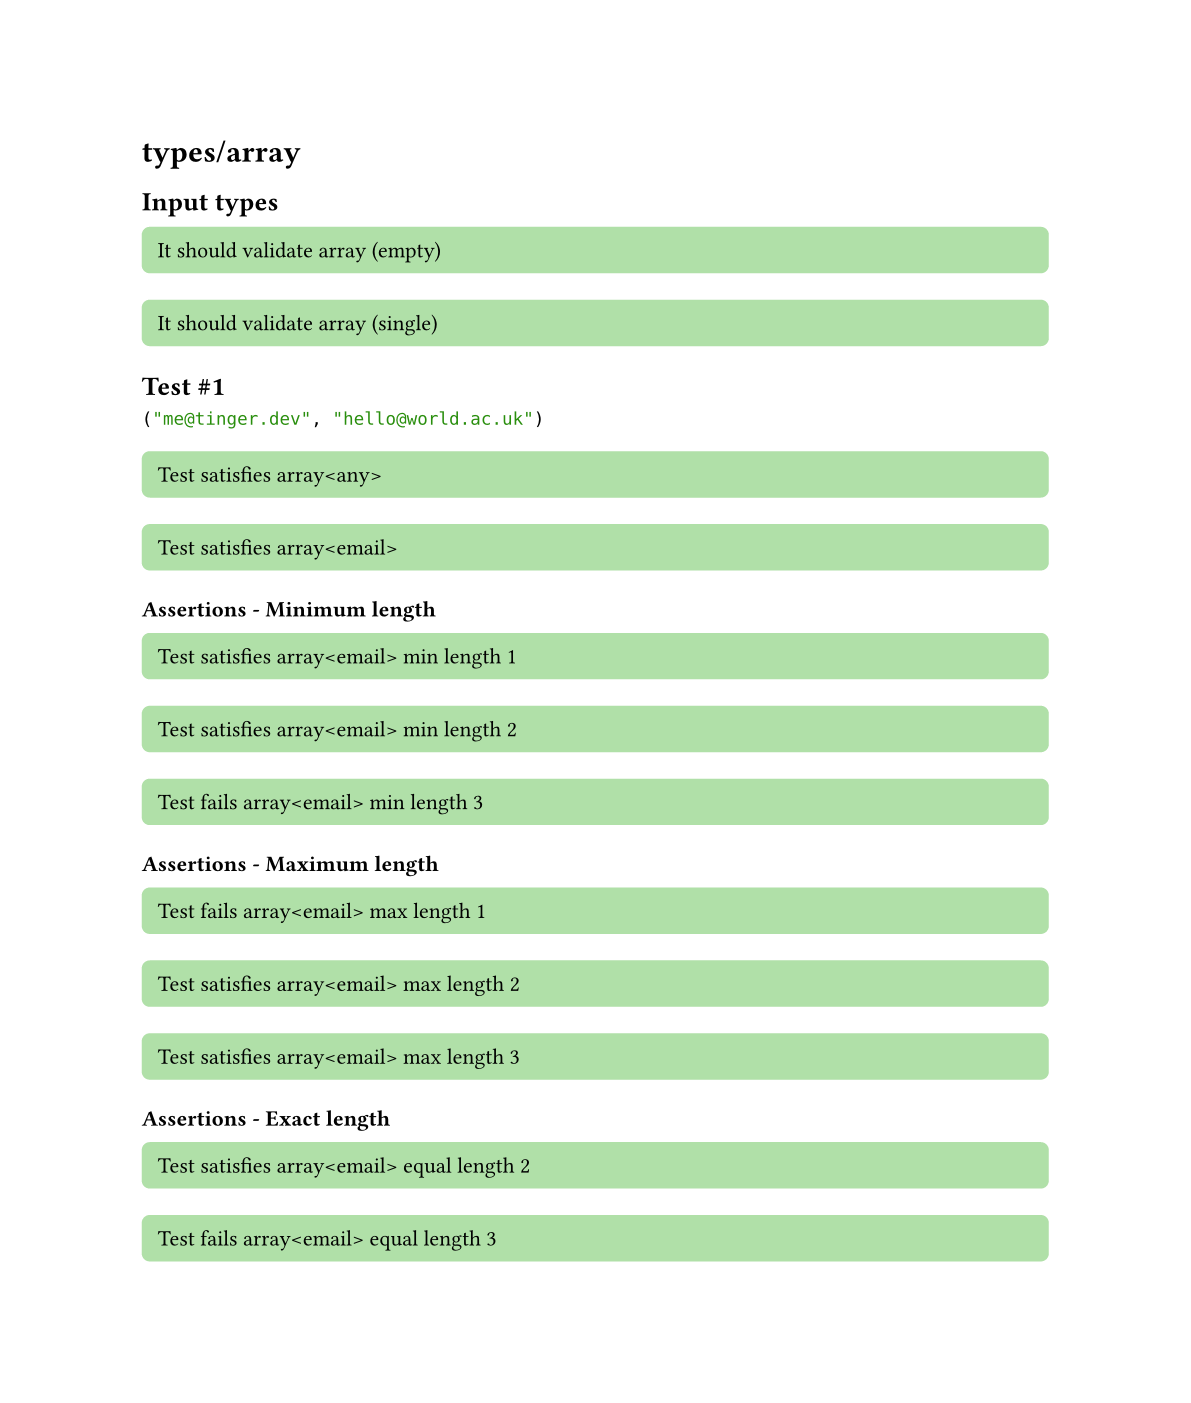 types/array
Input types
It should validate array (empty)
It should validate array (single)
Test #1
("me@tinger.dev", "hello@world.ac.uk")
Test satisfies array<any>
Test satisfies array<email>
Assertions - Minimum length
Test satisfies array<email> min length 1
Test satisfies array<email> min length 2
Test fails array<email> min length 3
Assertions - Maximum length
Test fails array<email> max length 1
Test satisfies array<email> max length 2
Test satisfies array<email> max length 3
Assertions - Exact length
Test satisfies array<email> equal length 2
Test fails array<email> equal length 3